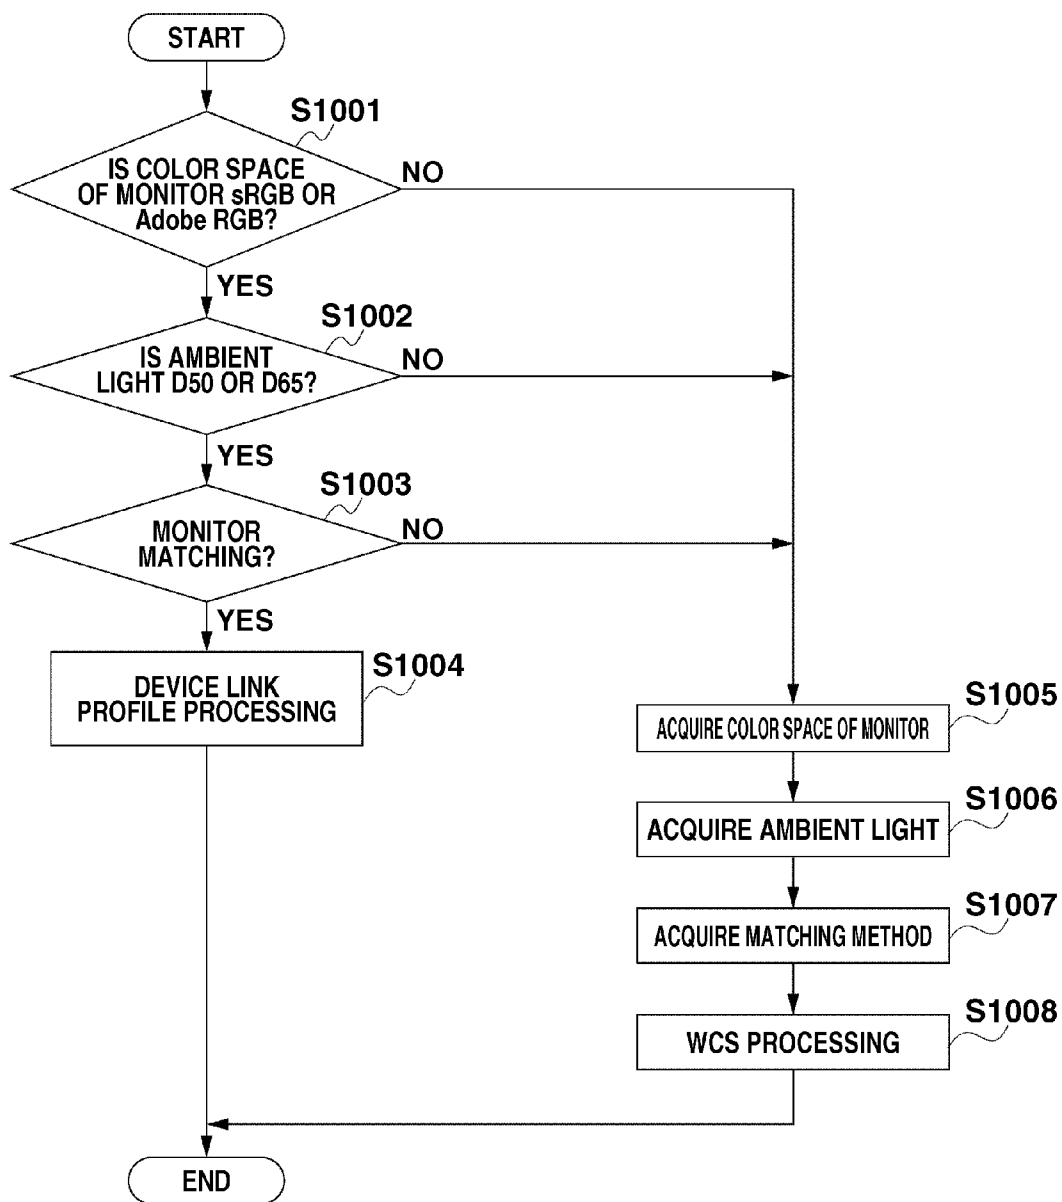 START
S1001
IS COLOR SPACE
OF MONITOR sRGB OR
Adobe RGB?
NO
YES
S1002
IS AMBIENT
LIGHT D50 OR D65?
NO
YES
S1003
MONITOR
MATCHING?
NO
YES
S1004
DEVICE LINK
PROFILE PROCESSING
S1005
ACQUIRE COLOR SPACE OF MONITOR
S1006
ACQUIRE AMBIENT LIGHT
S1007
ACQUIRE MATCHING METHOD
S1008
WCS PROCESSING
END